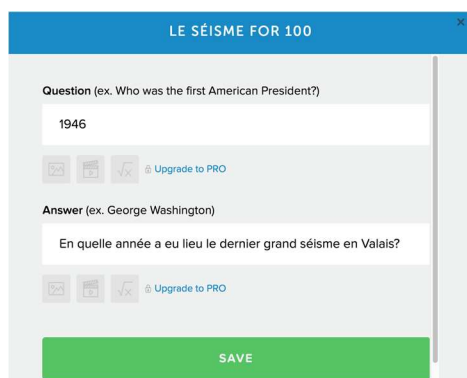 LE SÉISME FOR 100
Question (ex. Who was the first American President?)
1946
Upgrade to PRO
Answer (ex. George Washington)
En quelle année a eu lieu le dernier grand séisme en Valais?
Upgrade to PRO
SAVE